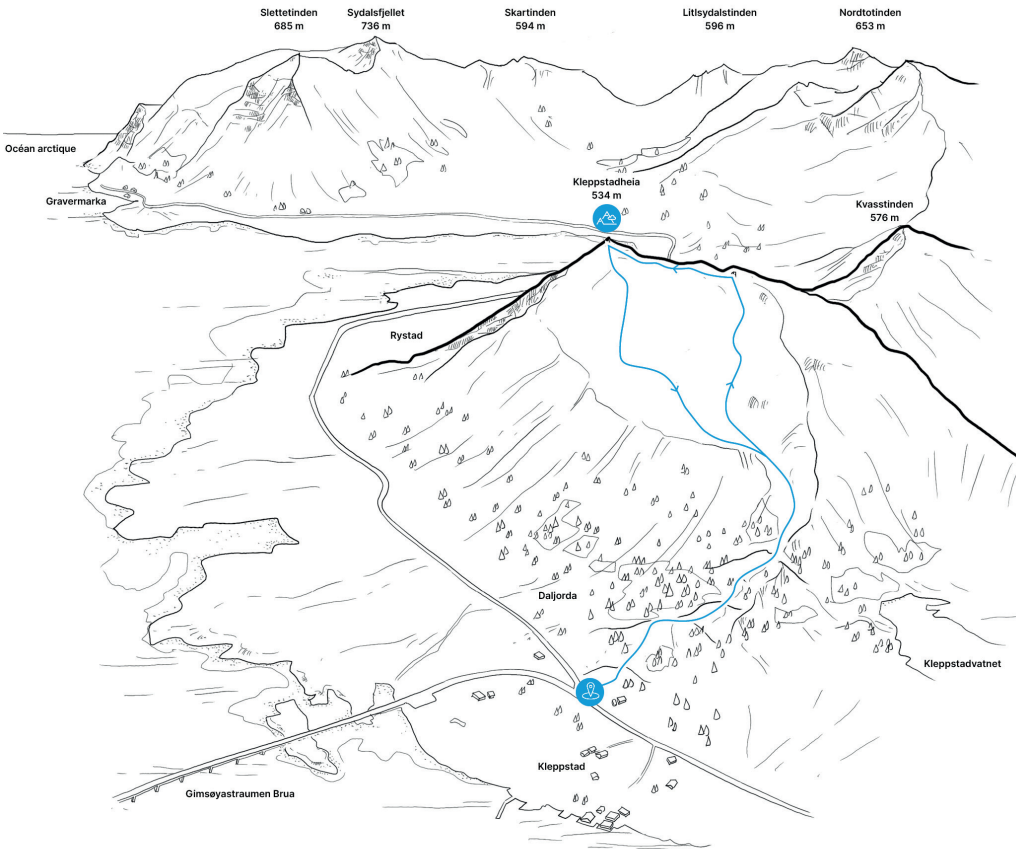 Slettetinden
685 m
Sydalsfjellet
736 m
Skartinden
594 m
Litlsydalstinden
596 m
Nordtotinden
653 m
Océan arctique
Gravermarka
Kleppstadheia
534 m
Kvasstinden
576 m
Rystad
Daljorda
Kleppstadvatnet
Kleppstad
Gimsøyastraumen Brua